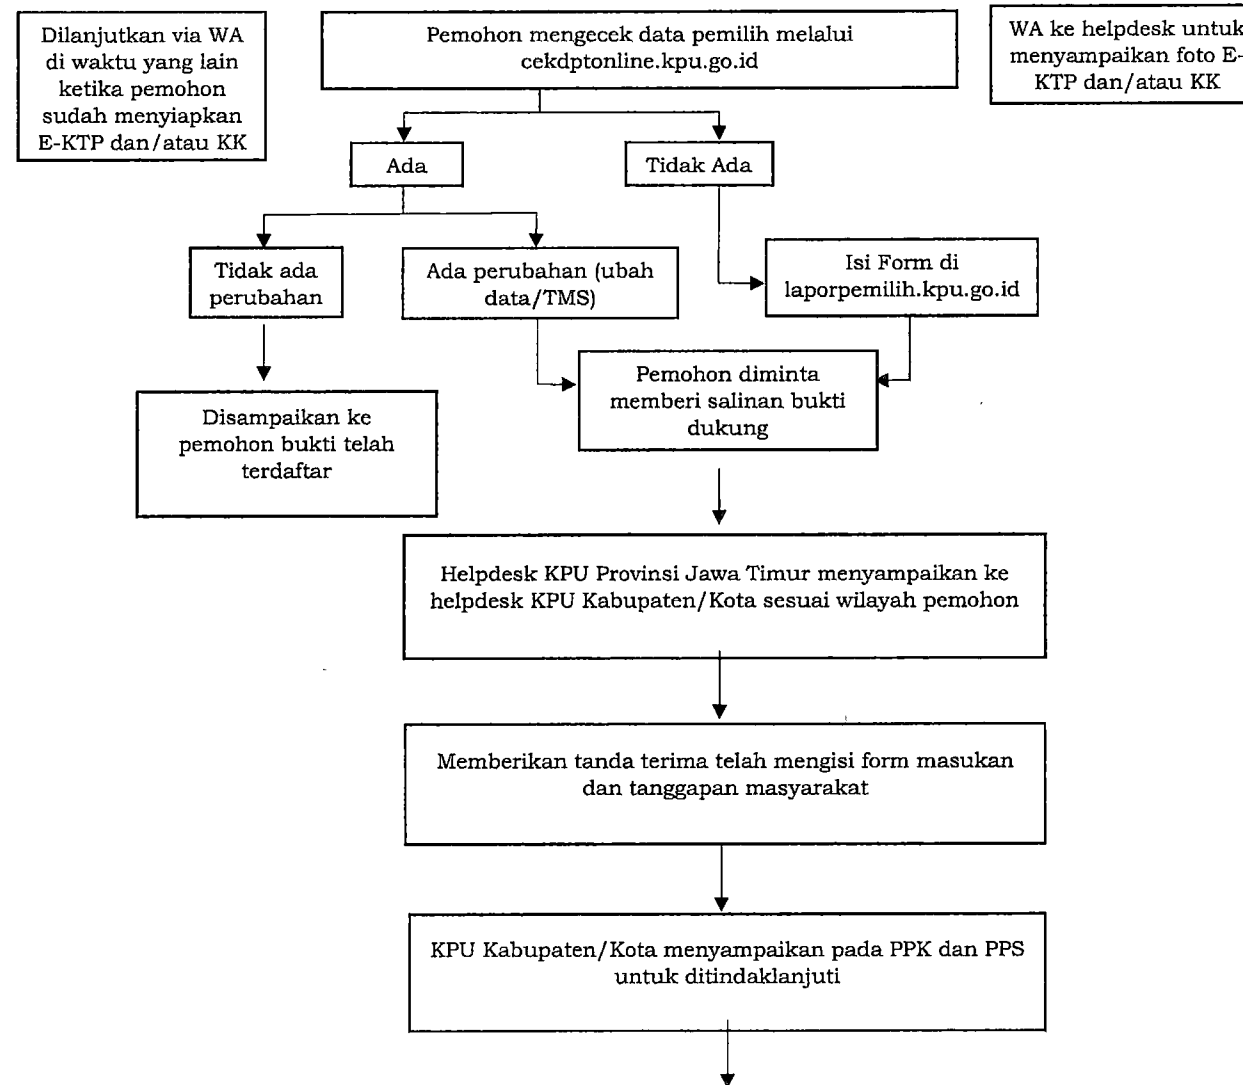 Dilanjutkan via WA
di waktu yang lain
ketika pemohon
sudah menyiapkan
E-KTP dan/atau KK
Pemohon mengecek data pemilih melalui
cekdptonline.kpu.go.id
WA ke helpdesk untuk
menyampaikan foto E-
KTP dan/atau KK
Ada
Tidak Ada
Tidak ada
perubahan
Ada perubahan (ubah
data/TMS)
Isi Form di
laporpemilih.kpu.go.id
Pemohon diminta
memberi salinan bukti
dukung
Disampaikan ke
pemohon bukti telah
terdaftar
Helpdesk KPU Provinsi Jawa Timur menyampaikan ke
helpdesk KPU Kabupaten/Kota sesuai wilayah pemohon
Memberikan tanda terima telah mengisi form masukan
dan tanggapan masyarakat
KPU Kabupaten/Kota menyampaikan pada PPK dan PPS
untuk ditindaklanjuti